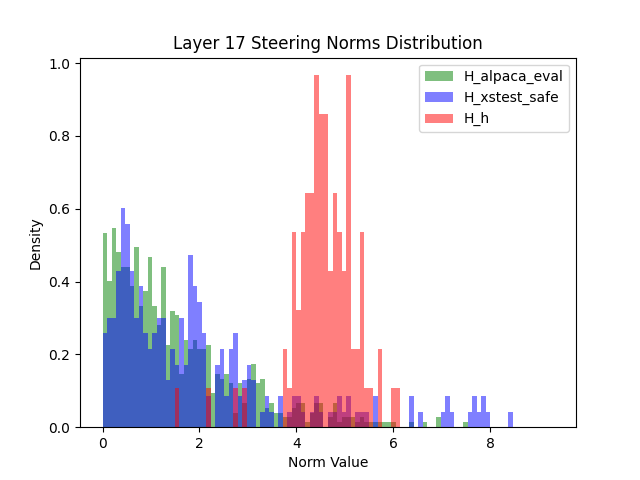 Layer 17 Steering Norms Distribution
H_alpaca_eval
H_xstest_safe
H_h
1.0
0.8
0.6
0.4
0.2
0.0
Density
0
2
4
6
8
Norm Value